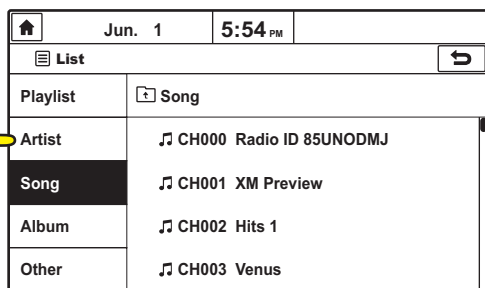 Jun. 1 5:54 PM
List
Playlist Song
Artist CH000 Radio ID 85UNODMJ
Song CH001 XM Preview
Album CH002 Hits 1
Other CH003 Venus